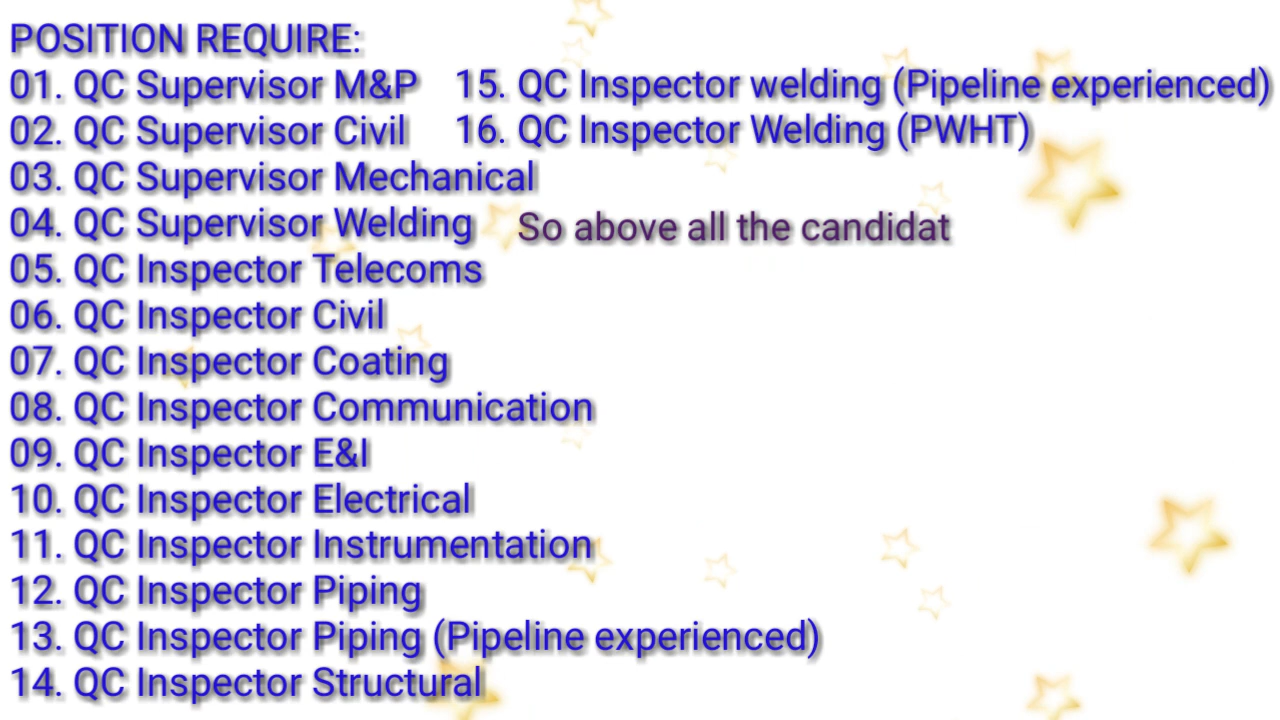 POSITION REQUIRE:
01. QC Supervisor M&P
02. QC Supervisor Civil
03. QC Supervisor Mechanical
04. QC Supervisor Welding
05. QC Inspector Telecoms
06. QC Inspector Civil
07. QC Inspector Coating
08. QC Inspector Communication
09. QC Inspector E&I
10. QC Inspector Electrical
11. QC Inspector Instrumentation
12. QC Inspector Piping
13. QC Inspector Piping (Pipeline experienced)
14. QC Inspector Structural
15. QC Inspector welding (Pipeline experienced)
16. QC Inspector Welding (PWHT)
So above all the candidat